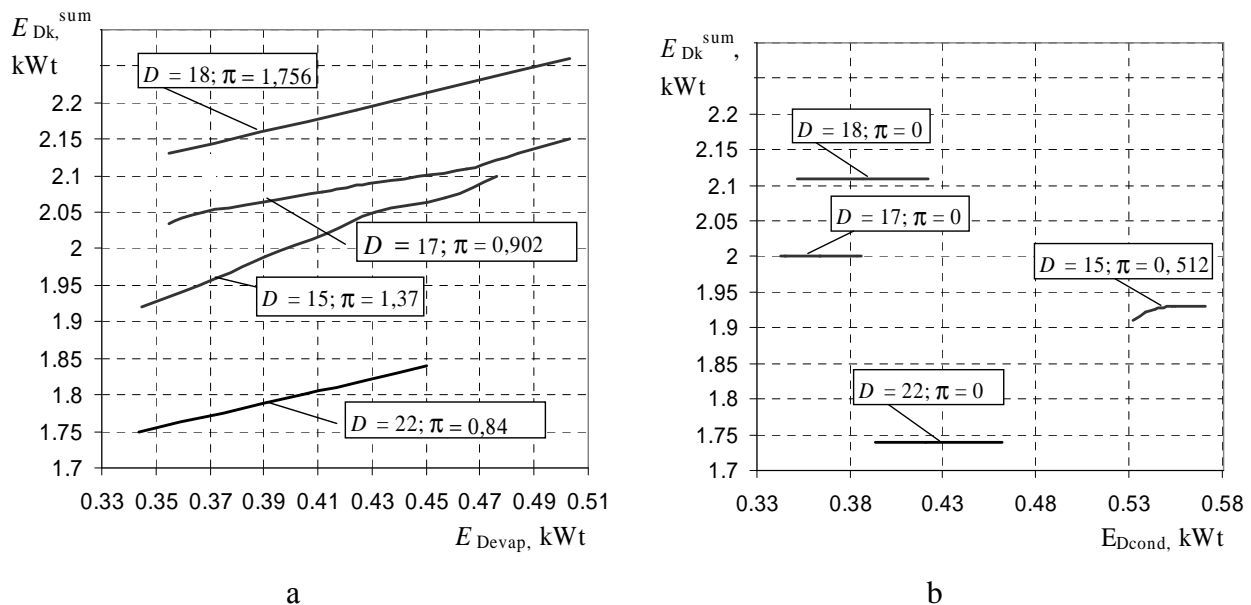 E Dk, sum
kWt
D = 18; π = 1,756
2.2
2.15
2.1
2.05
2
1.95
1.9
1.85
1.8
1.75
1.7
D = 17; π = 0,902
D = 15; π = 1,37
D = 22; π = 0,84
0.33 0.35 0.37 0.39 0.41 0.43 0.45 0.47 0.49 0.51
E Devap, kWt
a
E Dk sum ,
kWt
2.2
2.15
2.1
2.05
2
1.95
1.9
1.85
1.8
1.75
1.7
D = 18; π = 0
D = 17; π = 0
D = 15; π = 0, 512
D = 22; π = 0
0.33 0.38 0.43 0.48 0.53 0.58
EDcond, kWt
b